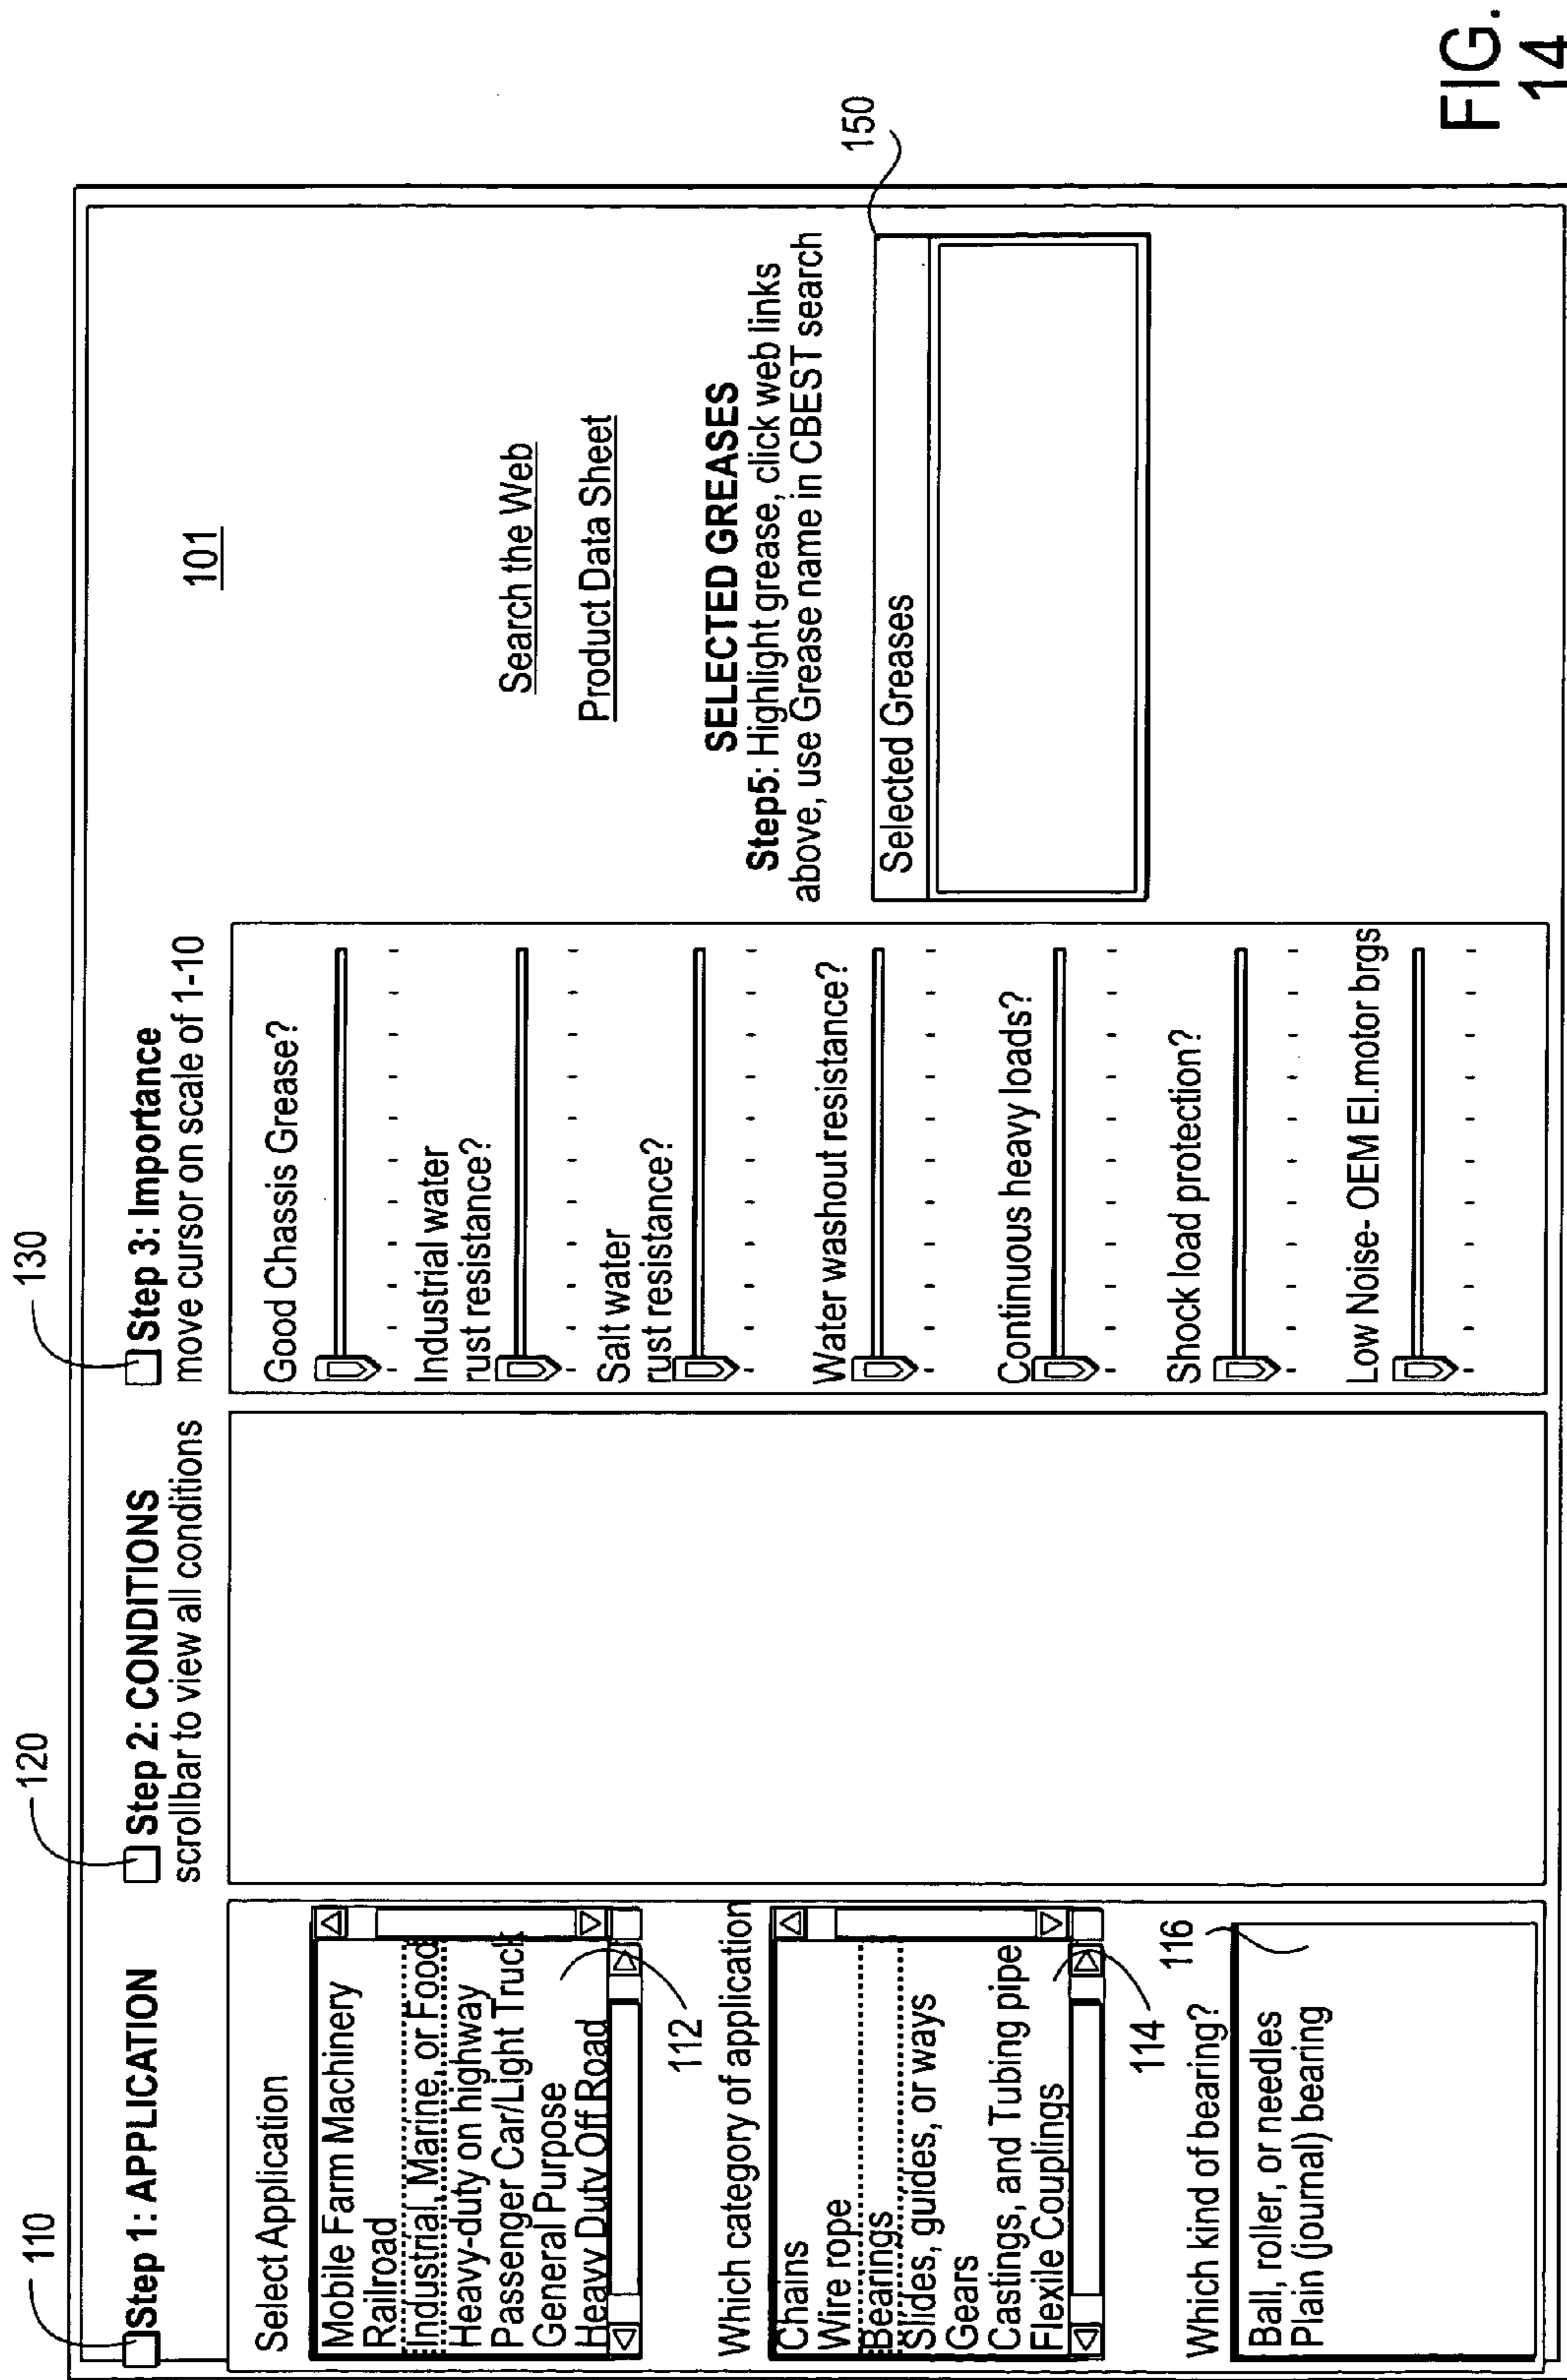 110
Step 1: APPLICATION
Select Application
Mobile Farm Machinery
Railroad
Industrial, Marine, or Food
Heavy-duty on highway
Passenger Car/Light Truck
General Purpose
Heavy Duty Off Road
112
Which category of application
Chains
Wire rope
Bearings
Slides, guides, or ways
Gears
Castings, and Tubing pipe
Flexile Couplings
114
Which kind of bearing?
116
Ball, roller, or needles
Plain (journal) bearing
120
Step 2: CONDITIONS
scrollbar to view all conditions
130
Step 3: Importance
move cursor on scale of 1-10
Good Chassis Grease?
Industrial water
rust resistance?
Salt water
rust resistance?
Water washout resistance?
Continuous heavy loads?
Shock load protection?
Low Noise- OEM El.motor brgs
101
Search the Web
Product Data Sheet
SELECTED GREASES
Step5: Highlight grease, click web links
above, use Grease name in CBEST search
150
Selected Greases
FIG.
14